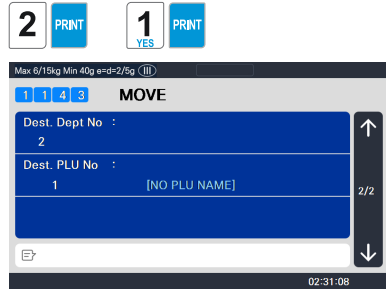 2 PRINT 1 YES PRINT
Max 6/15kg Min 40g e=d=2/5g (III)
1 1 4 3 MOVE
Dest. Dept No :
2
Dest. PLU No :
1 [NO PLU NAME]
2/2
02:31:08